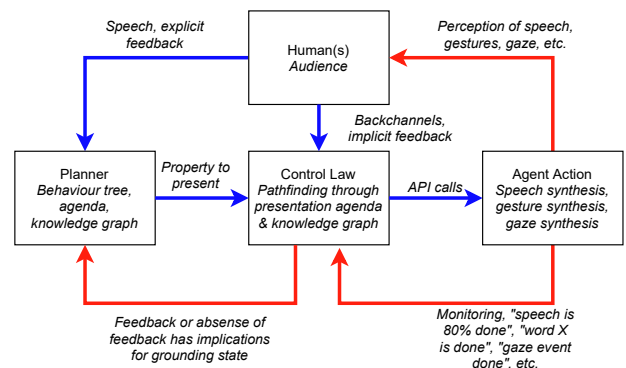 Speech, explicit
feedback
Human(s)
Audience
Perception of speech,
gestures, gaze, etc.
Backchannels,
implicit feedback
Planner
Behaviour tree,
agenda,
knowledge graph
Property to
present
Control Law
Pathfinding through
presentation agenda
& knowledge graph
API calls
Agent Action
Speech synthesis,
gesture synthesis,
gaze synthesis
Feedback or absense of
feedback has implications
for grounding state
Monitoring, "speech is
80% done", "word X
is done", "gaze event
done", etc.